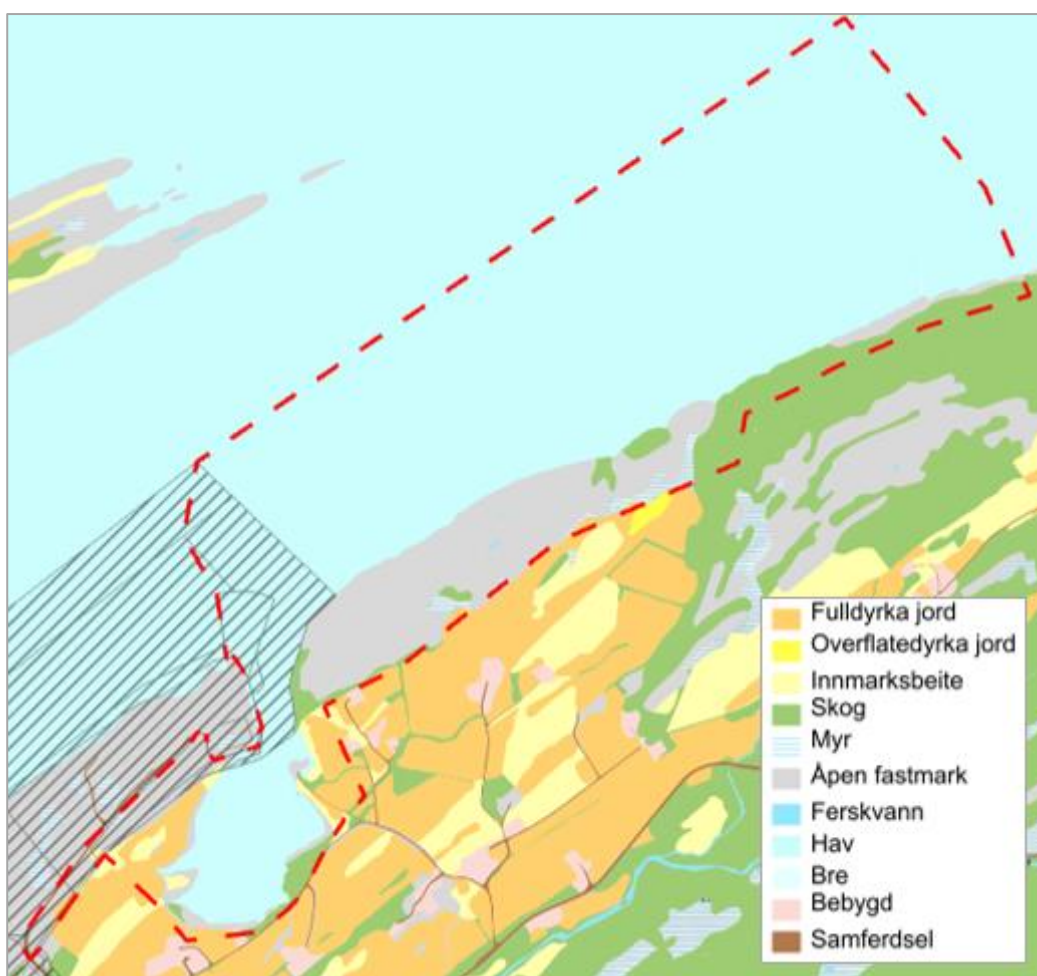 Fulldyrka jord
Overflatedyrka jord
Innmarksbeite
Skog
Myr
Åpen fastmark
Ferskvann
Hav
Bre
Bebygd
Samferdsel